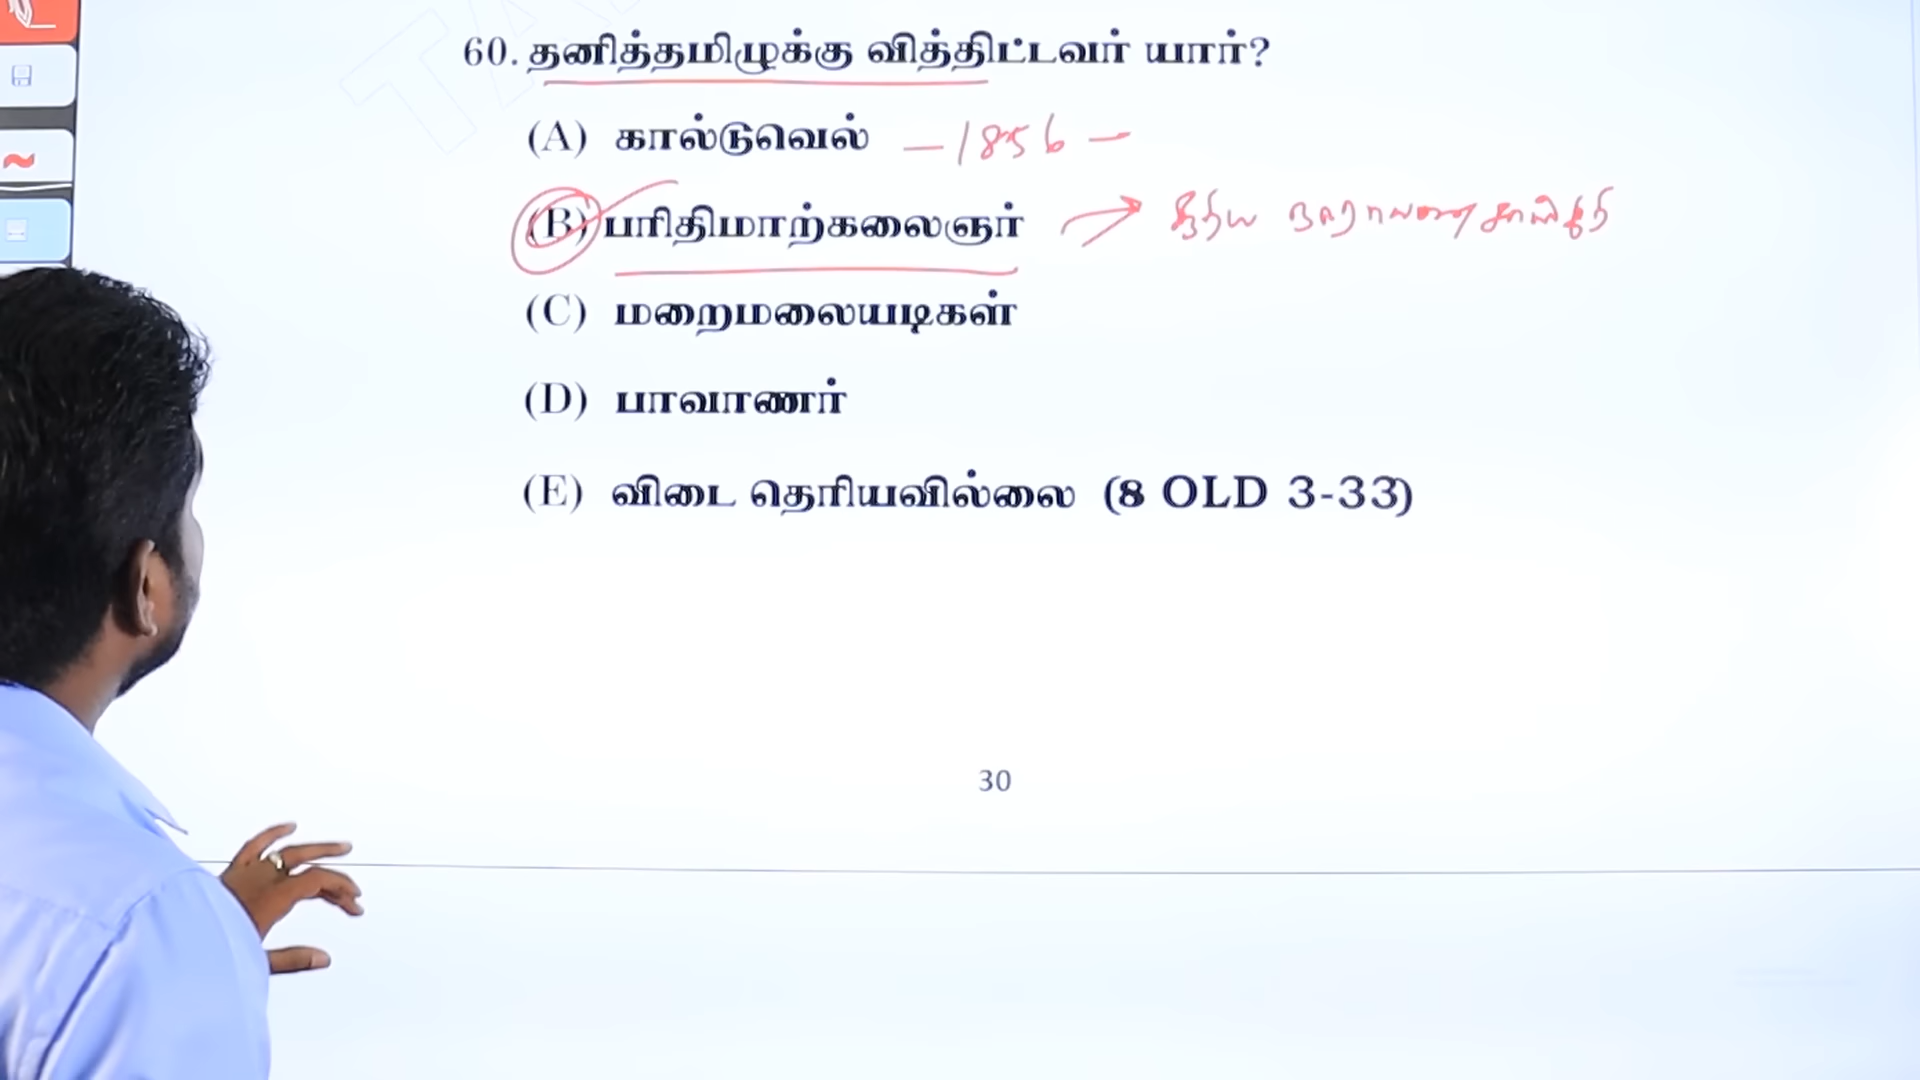 60. தனித்தமிழுக்கு வித்திட்டவர் யார்?
(A) கால்டுவெல் – 1856 –
(B) பரிதிமாற்கலைஞர் → சூரிய நாராயண சாஸ்திரி
(C) மறைமலையடிகள்
(D) பாவாணர்
(E) விடை தெரியவில்லை (8 OLD 3-33)
30